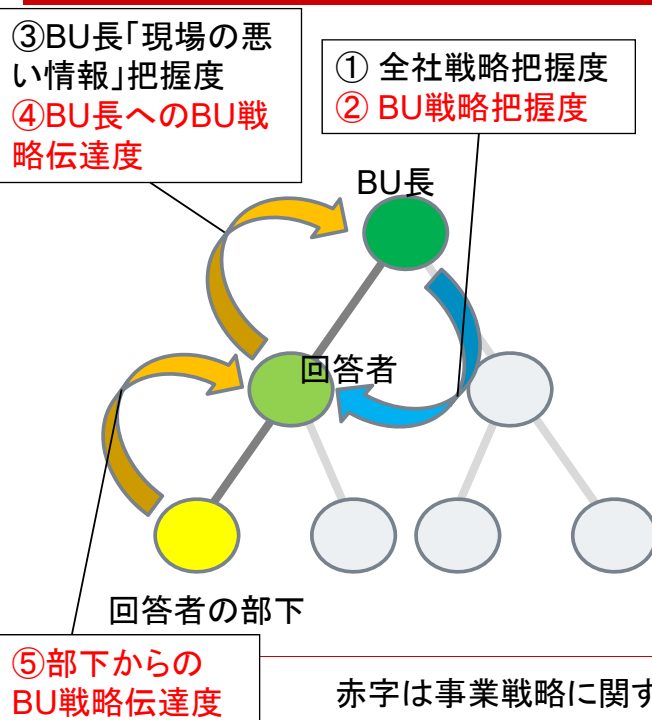 ③BU長「現場の悪
い情報」把握度
④BU長へのBU戦
略伝達度
① 全社戦略把握度
② BU戦略把握度
BU長
回答者
回答者の部下
⑤部下からの
BU戦略伝達度
赤字は事業戦略に関す